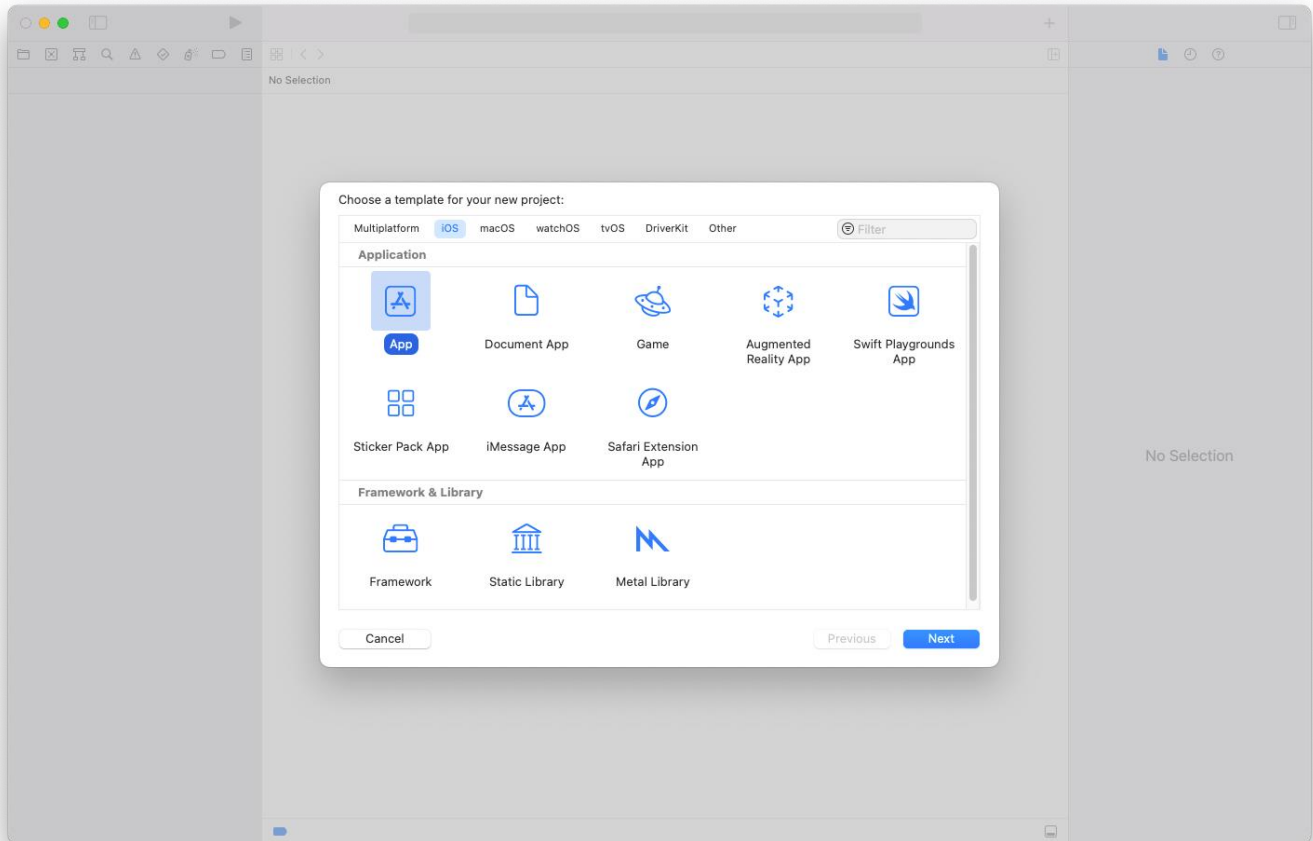 No Selection
Choose a template for your new project:
Multiplatform iOS macOS watchOS tvOS DriverKit Other Filter
Application
App Document App Game Augmented Reality App Swift Playgrounds App
Sticker Pack App iMessage App Safari Extension App
Framework & Library
Framework Static Library Metal Library
Cancel Previous Next
No Selection